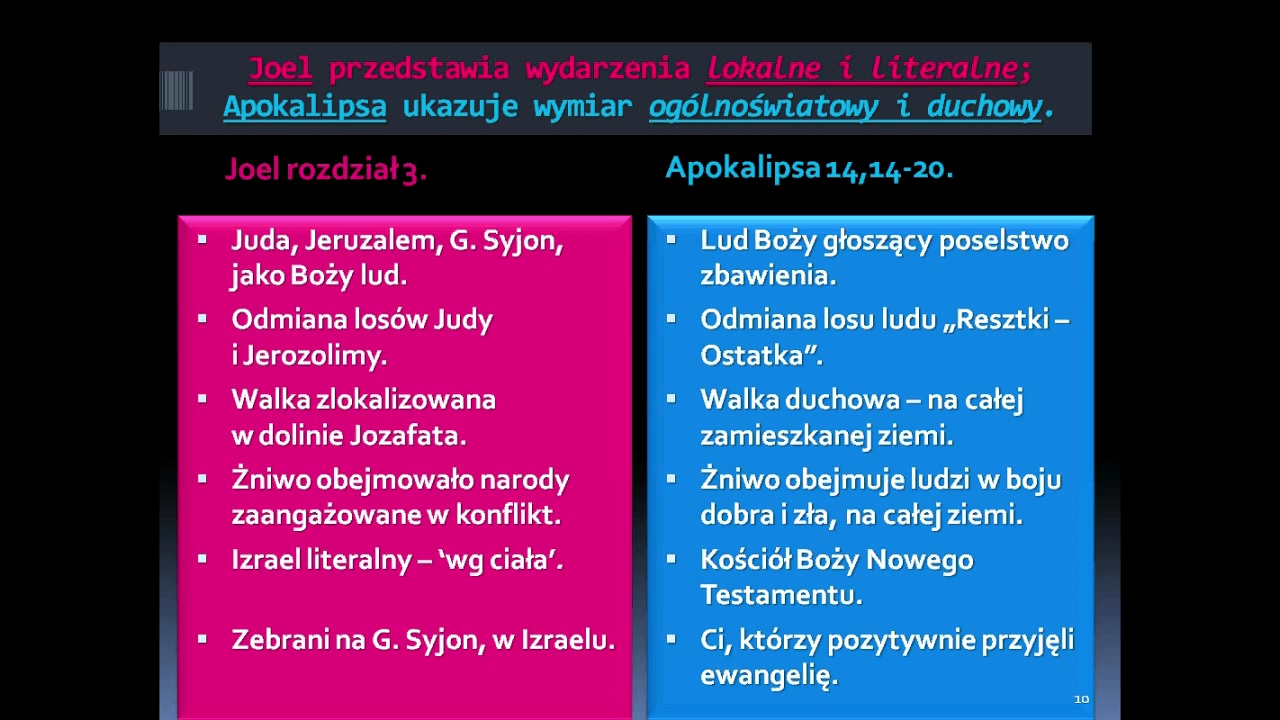 Joel przedstawia wydarzenia lokalne i literalne;
Apokalipsa ukazuje wymiar ogólnoświatowy i duchowy.
Joel rozdział 3.
Juda, Jeruzalem, G. Syjon,
jako Boży lud.
Odmiana losów Judy
i Jerozolimy.
Walka zlokalizowana
w dolinie Jozafata.
Żniwo obejmowało narody
zaangażowane w konflikt.
Izrael literalny – ‘wg ciała’.
Zebrani na G. Syjon, w Izraelu.
Apokalipsa 14,14-20.
Lud Boży głoszący poselstwo
zbawienia.
Odmiana losu ludu „Resztki –
Ostatka”.
Walka duchowa – na całej
zamieszkanej ziemi.
Żniwo obejmuje ludzi w boju
dobra i zła, na całej ziemi.
Kościół Boży Nowego
Testamentu.
Ci, którzy pozytywnie przyjęli
ewangelię.
10